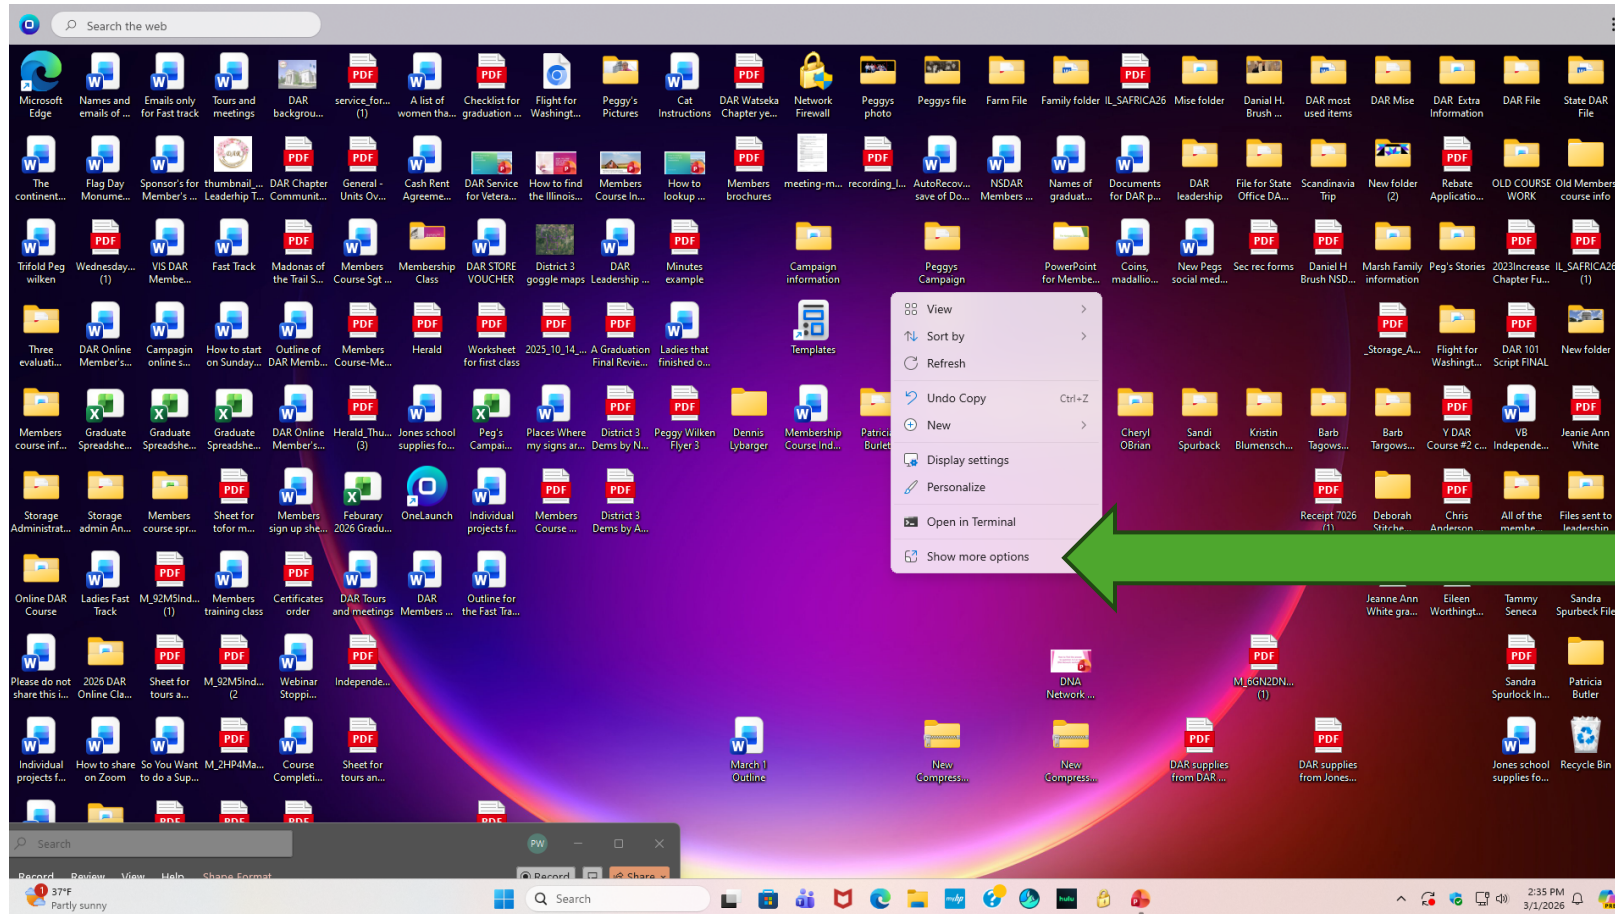 Search the web
Microsoft Edge
Names and emails of ...
Emails only for Fast track
Tours and meetings
DAR backgrou...
service_for... (1)
A list of women tha...
Checklist for graduation ...
Flight for Washingt...
Peggy's Pictures
Cat Instructions
DAR Watseka Chapter ye...
Network Firewall
Peggys photo
Peggys file
Farm File
Family folder
IL_SAFRICA26
Mise folder
Danial H. Brush ...
DAR most used items
DAR Mise
DAR Extra Information
DAR File
State DAR File
The continent...
Flag Day Monume...
Sponsor's for Member's ...
thumbnail_... Leadership T...
DAR Chapter Communit...
General - Units Ov...
Cash Rent Agreeme...
DAR Service for Vetera...
How to find the Illinois...
Members Course In...
How to lookup ...
Members brochures
meeting-m...
recording_l...
AutoRecov... save of Do...
NSDAR Members ...
Names of graduat...
Documents for DAR p...
DAR leadership
File for State Office DA...
Scandinavia Trip
New folder (2)
Rebate Applicatio...
OLD COURSE WORK
Old Members course info
Trifold Peg wilken
Wednesday... (1)
VIS DAR Membe...
Fast Track
Madonas of the Trail S...
Members Course Sgt ...
Membership Class
DAR STORE VOUCHER
District 3 goggle maps
DAR Leadership ...
Minutes example
Campaign information
Peggys Campaign
PowerPoint for Membe...
Coins, madallio...
New Pegs social med...
Sec rec forms
Daniel H Brush NSD...
Marsh Family information
Peg's Stories
2023Increase Chapter Fu...
IL_SAFRICA26 (1)
Three evaluati...
DAR Online Member's...
Campagin online s...
How to start on Sunday...
Outline of DAR Memb...
Members Course-Me...
Herald
Worksheet for first class
2025_10_14_...
A Graduation Final Revie...
Ladies that finished o...
Templates
_Storage_A...
Flight for Washingt...
DAR 101 Script FINAL
New folder
View
Sort by
Refresh
Undo Copy Ctrl+Z
New
Display settings
Personalize
Open in Terminal
Show more options
Members course inf...
Graduate Spreadshe...
Graduate Spreadshe...
Graduate Spreadshe...
DAR Online Member's...
Herald_Thu... (3)
Jones school supplies fo...
Peg's Campai...
Places Where my signs ar...
District 3 Dems by N...
Peggy Wilken Flyer 3
Dennis Lybarger
Membership Course Ind...
Patricia Burlet
Cheryl OBrian
Sandi Spurback
Kristin Blumensch...
Barb Tagows...
Barb Targows...
Y DAR Course #2 c...
VB Independe...
Jeanie Ann White
Storage Administrat...
Storage admin An...
Members course spr...
Sheet for tofor m...
Members sign up she...
Feburary 2026 Gradu...
OneLaunch
Individual projects f...
Members Course ...
District 3 Dems by A...
Receipt 7026 (1)
Deborah Stitche...
Chris Anderson
All of the membe...
Files sent to leadership
Online DAR Course
Ladies Fast Track
M_92M5Ind... (1)
Members training class
Certificates order
DAR Tours and meetings
DAR Members ...
Outline for the Fast Tra...
Jeanne Ann White gra...
Eileen Worthingt...
Tammy Seneca
Sandra Spurbeck File
Please do not share this i...
2026 DAR Online Cla...
Sheet for tours a...
M_92M5Ind... (2
Webinar Stoppi...
Independe...
DNA Network ...
M_6GN2DN... (1)
Sandra Spurlock In...
Patricia Butler
Individual projects f...
How to share on Zoom
So You Want to do a Sup...
M_2HP4Ma...
Course Completi...
Sheet for tours an...
March 1 Outline
New Compress...
New Compress...
DAR supplies from DAR ...
DAR supplies from Jones...
Jones school supplies fo...
Recycle Bin
Search
PW
Record Review View Help Shape Format
Record
Share
1
37°F
Partly sunny
Search
hulu
2:35 PM
3/1/2026